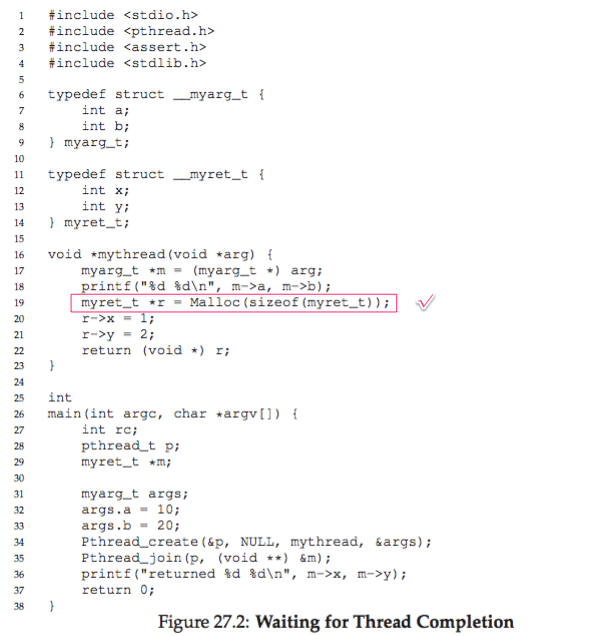 1 #include <stdio.h>
2 #include <pthread.h>
3 #include <assert.h>
4 #include <stdlib.h>
5
6 typedef struct __myarg_t {
7     int a;
8     int b;
9 } myarg_t;
10
11 typedef struct __myret_t {
12     int x;
13     int y;
14 } myret_t;
15
16 void *mythread(void *arg) {
17     myarg_t *m = (myarg_t *) arg;
18     printf("%d %d\n", m->a, m->b);
19     myret_t *r = Malloc(sizeof(myret_t));
20     r->x = 1;
21     r->y = 2;
22     return (void *) r;
23 }
24
25 int
26 main(int argc, char *argv[]) {
27     int rc;
28     pthread_t p;
29     myret_t *m;
30
31     myarg_t args;
32     args.a = 10;
33     args.b = 20;
34     Pthread_create(&p, NULL, mythread, &args);
35     Pthread_join(p, (void **) &m);
36     printf("returned %d %d\n", m->x, m->y);
37     return 0;
38 }
Figure 27.2: Waiting for Thread Completion